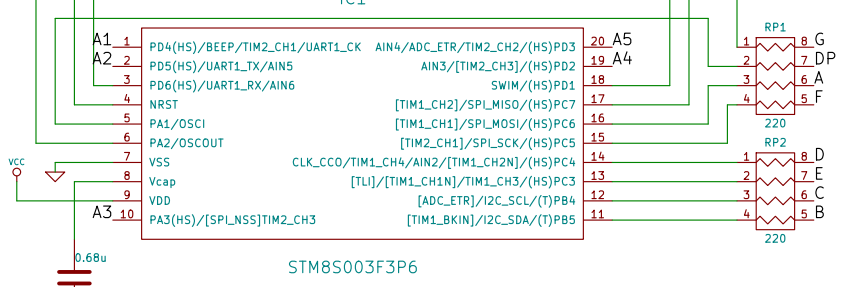 IC1
A1 1 PD4(HS)/BEEP/TIM2_CH1/UART1_CK AIN4/ADC_ETR/TIM2_CH2/(HS)PD3 20 A5
A2 2 PD5(HS)/UART1_TX/AIN5 AIN3/[TIM2_CH3]/(HS)PD2 19 A4
3 PD6(HS)/UART1_RX/AIN6 SWIM/(HS)PD1 18
4 NRST [TIM1_CH2]/SPI_MISO/(HS)PC7 17
5 PA1/OSCI [TIM1_CH1]/SPI_MOSI/(HS)PC6 16
6 PA2/OSCOUT [TIM2_CH1]/SPI_SCK/(HS)PC5 15
7 VSS CLK_CCO/TIM1_CH4/AIN2/[TIM1_CH2N]/(HS)PC4 14
8 Vcap [TLI]/[TIM1_CH1N]/TIM1_CH3/(HS)PC3 13
9 VDD [ADC_ETR]/I2C_SCL/(T)PB4 12
A3 10 PA3(HS)/[SPI_NSS]TIM2_CH3 [TIM1_BKIN]/I2C_SDA/(T)PB5 11
STM8S003F3P6
VCC
0.68u
RP1
1 8 G
2 7 DP
3 6 A
4 5 F
220
RP2
1 8 D
2 7 E
3 6 C
4 5 B
220